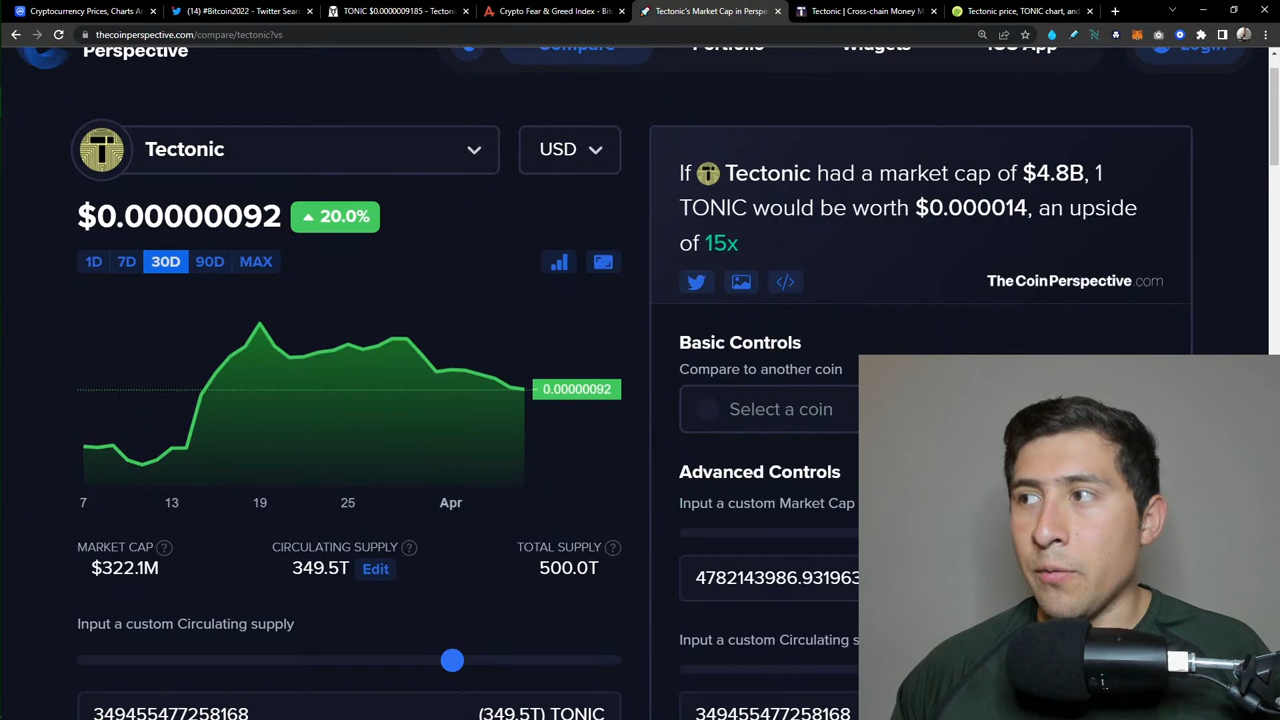 Cryptocurrency Prices, Charts A
(14) #Bitcoin2022 - Twitter Sear
TONIC $0.0000009185 - Tectonic
Crypto Fear & Greed Index - Bitc
Tectonic's Market Cap in Perspe
Tectonic | Cross-chain Money M
Tectonic price, TONIC chart, and
thecoinperspective.com/compare/tectonic?vs
Perspective
Compare
Portfolio
Widgets
iOS App
Login
Tectonic
USD
$0.00000092
20.0%
1D
7D
30D
90D
MAX
0.00000092
7
13
19
25
Apr
MARKET CAP ?
$322.1M
CIRCULATING SUPPLY ?
349.5T Edit
TOTAL SUPPLY ?
500.0T
Input a custom Circulating supply
349455477258168
(349.5T) TONIC
If Tectonic had a market cap of $4.8B, 1
TONIC would be worth $0.000014, an upside
of 15x
TheCoinPerspective.com
Basic Controls
Compare to another coin
Select a coin
Advanced Controls
Input a custom Market Cap
4782143986.931963
Input a custom Circulating s
349455477258168